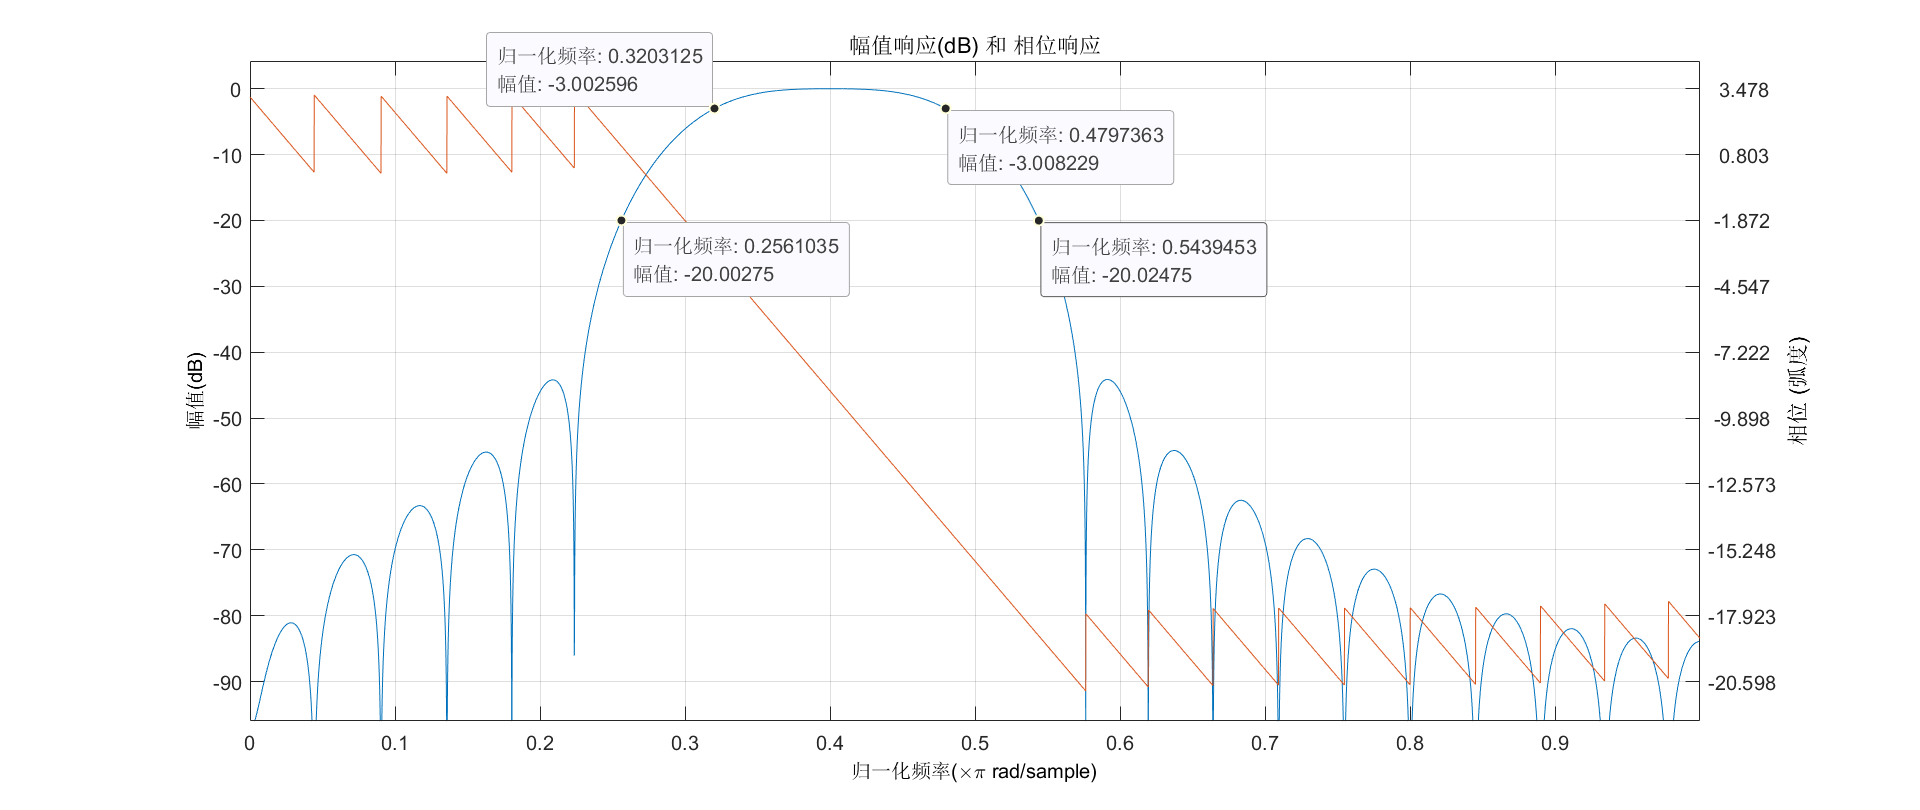 幅值响应(dB) 和 相位响应
归一化频率: 0.3203125
幅值: -3.002596
归一化频率: 0.4797363
幅值: -3.008229
归一化频率: 0.2561035
幅值: -20.00275
归一化频率: 0.5439453
幅值: -20.02475
幅值(dB)
0
-10
-20
-30
-40
-50
-60
-70
-80
-90
3.478
0.803
-1.872
-4.547
-7.222
-9.898
-12.573
-15.248
-17.923
-20.598
相位 (弧度)
0 0.1 0.2 0.3 0.4 0.5 0.6 0.7 0.8 0.9
归一化频率(×π rad/sample)